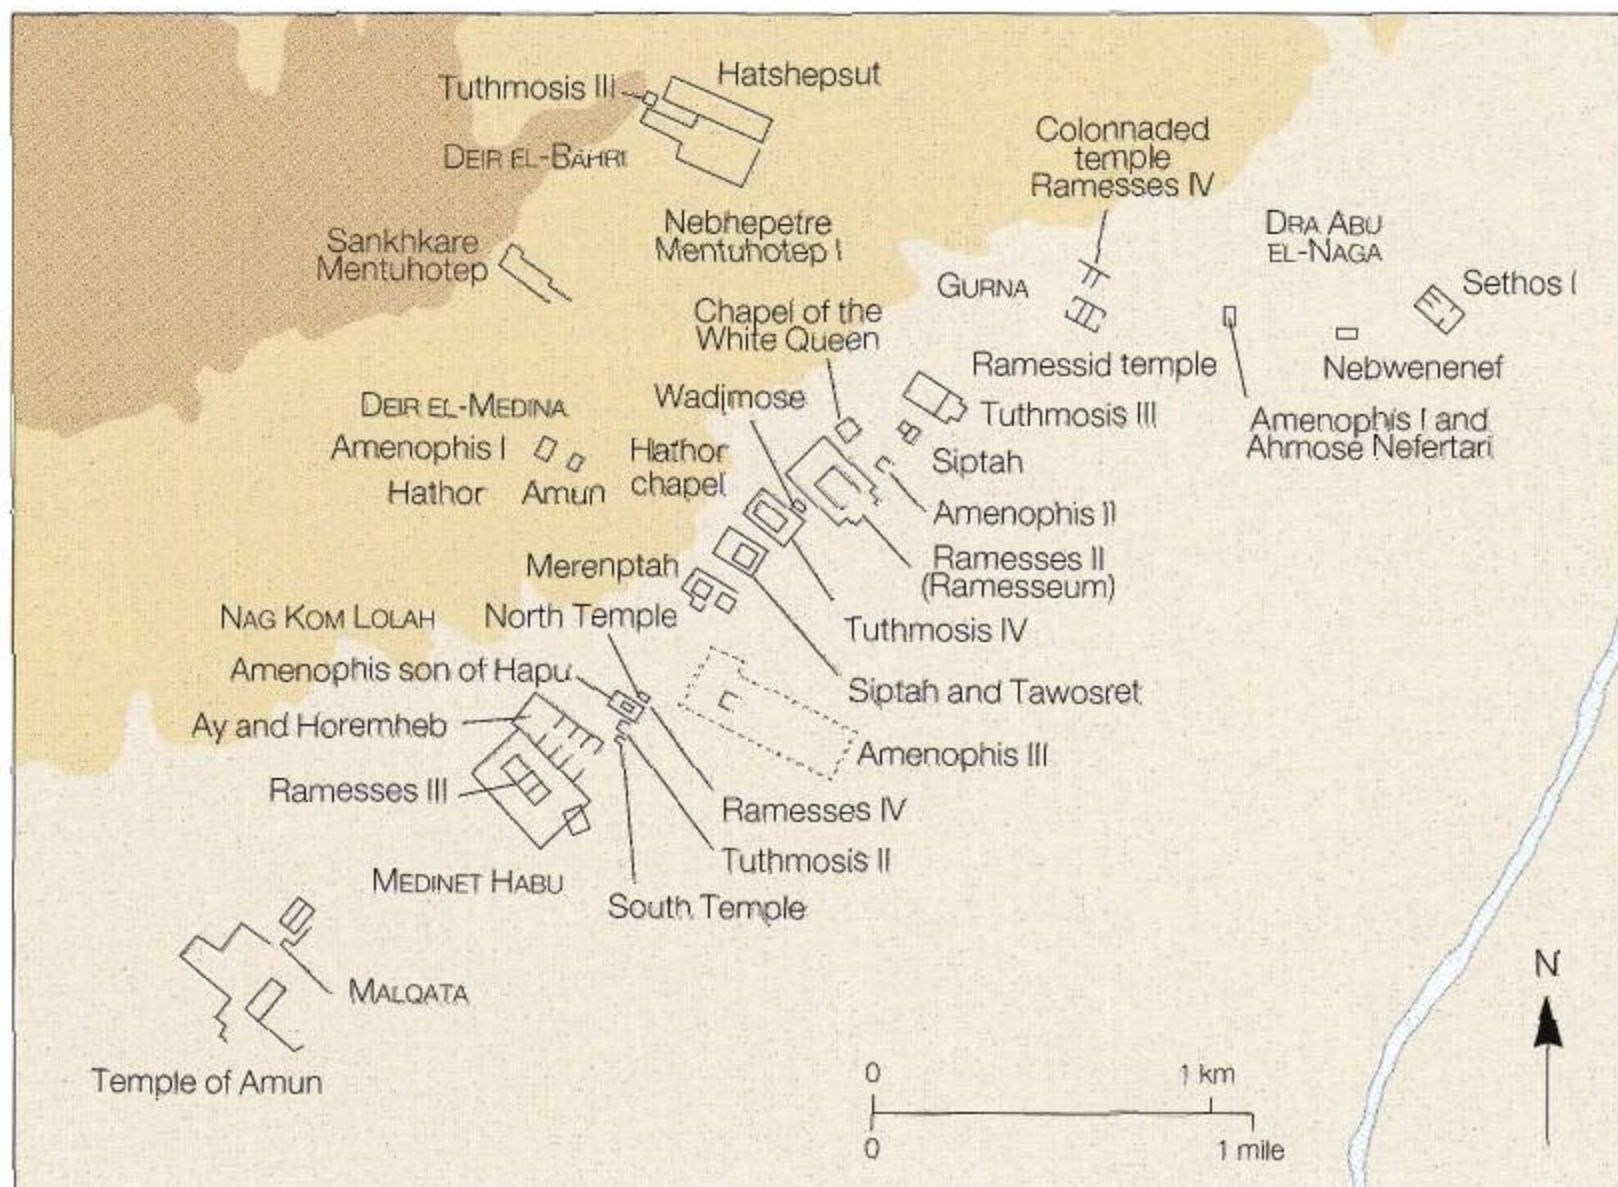 Tuthmosis III
Hatshepsut
DEIR EL-BAHRI
Colonnaded
temple
Ramesses IV
Nebhepetre
Mentuhotep I
DRA ABU
EL-NAGA
Sankhkare
Mentuhotep
GURNA
Sethos I
Chapel of the
White Queen
Ramessid temple
Nebwenenef
Wadjmose
DEIR EL-MEDINA
Tuthmosis III
Amenophis I and
Ahmose Nefertari
Amenophis I
Hathor
chapel
Siptah
Hathor
Amun
Amenophis II
Merenptah
Ramesses II
(Ramesseum)
NAG KOM LOLAH
North Temple
Tuthmosis IV
Amenophis son of Hapu
Siptah and Tawosret
Ay and Horemheb
Amenophis III
Ramesses III
Ramesses IV
Tuthmosis II
MEDINET HABU
South Temple
MALQATA
N
Temple of Amun
0
1 km
0
1 mile